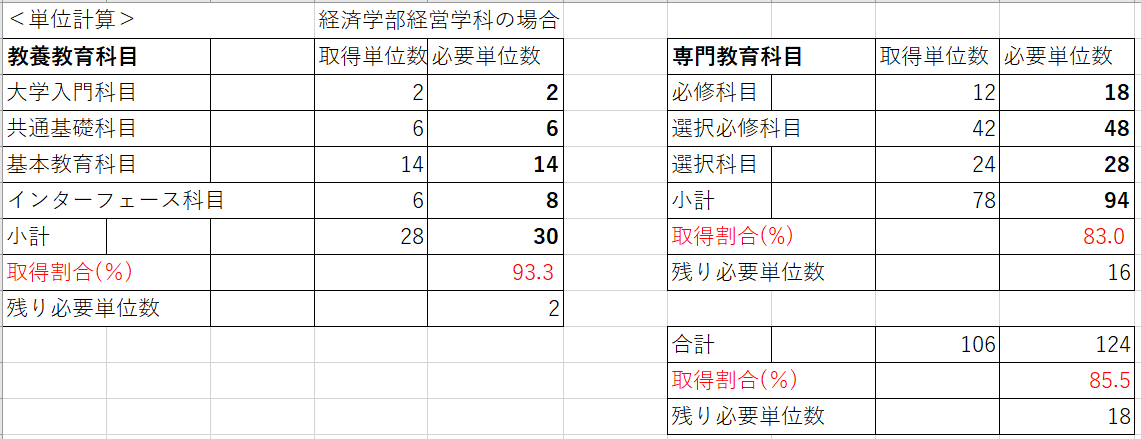 ＜単位計算＞ 経済学部経営学科の場合
教養教育科目 取得単位数 必要単位数 専門教育科目 取得単位数 必要単位数
大学入門科目 2 2 必修科目 12 18
共通基礎科目 6 6 選択必修科目 42 48
基本教育科目 14 14 選択科目 24 28
インターフェース科目 6 8 小計 78 94
小計 28 30 取得割合(%) 83.0
取得割合(%) 93.3 残り必要単位数 16
残り必要単位数 2
合計 106 124
取得割合(%) 85.5
残り必要単位数 18